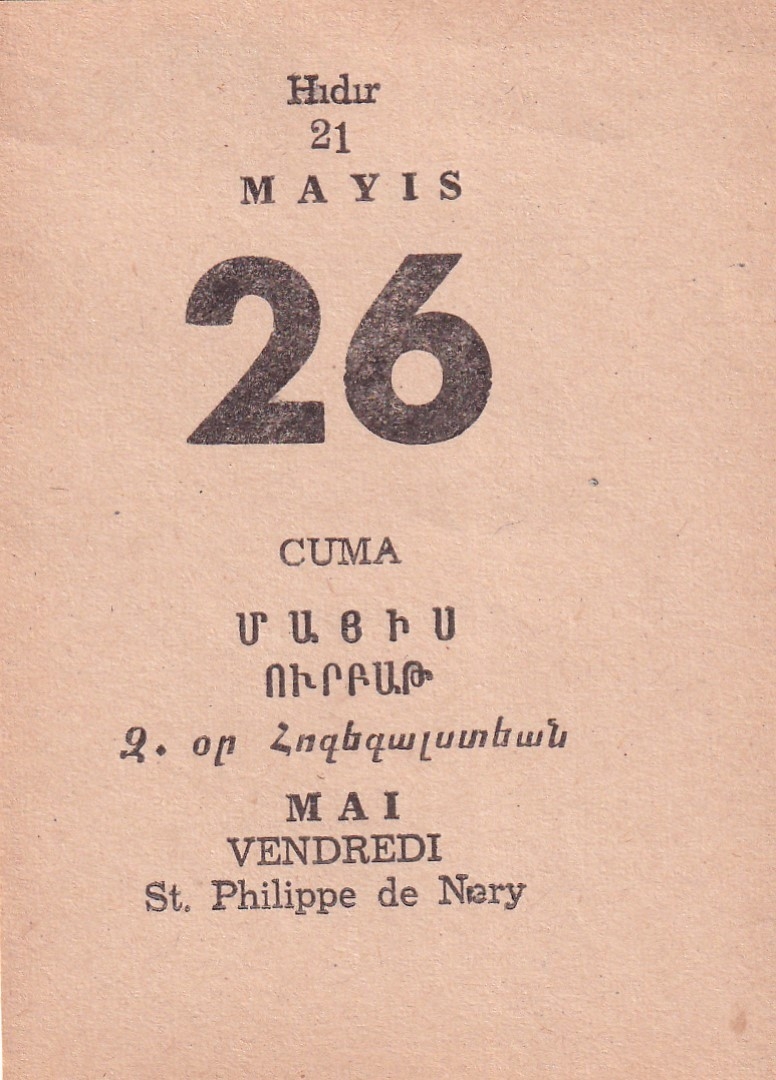 Hıdır
21
MAYIS
26
CUMA
ՄԱՅԻՍ
ՈՒՐԲԱԹ
Զ. օր Հոգեգալստեան
MAI
VENDREDI
St. Philippe de Nery